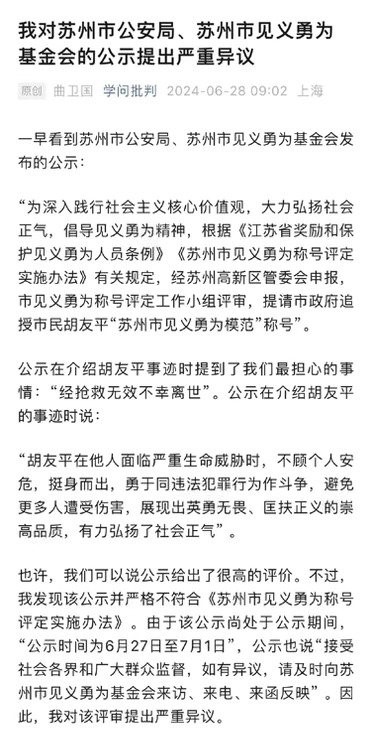 我对苏州市公安局、苏州市见义勇为
基金会的公示提出严重异议
原创 曲卫国 学问批判 2024-06-28 09:02 上海
一早看到苏州市公安局、苏州市见义勇为基金会发
布的公示：
“为深入践行社会主义核心价值观，大力弘扬社会
正气，倡导见义勇为精神，根据《江苏省奖励和保
护见义勇为人员条例》《苏州市见义勇为称号评定
实施办法》有关规定，经苏州高新区管委会申报，
市见义勇为称号评定工作小组评审，提请市政府追
授市民胡友平“苏州市见义勇为模范”称号”。
公示在介绍胡友平事迹时提到了我们最担心的事
情：“经抢救无效不幸离世”。公示在介绍胡友平
的事迹时说：
“胡友平在他人面临严重生命威胁时，不顾个人安
危，挺身而出，勇于同违法犯罪行为作斗争，避免
更多人遭受伤害，展现出英勇无畏、匡扶正义的崇
高品质，有力弘扬了社会正气” 。
也许，我们可以说公示给出了很高的评价。不过，
我发现该公示并严格不符合《苏州市见义勇为称号
评定实施办法》。由于该公示尚处于公示期间，
“公示时间为6月27日至7月1日”，公示也说“接受
社会各界和广大群众监督，如有异议，请及时向苏
州市见义勇为基金会来访、来电、来函反映” 。因
此，我对该评审提出严重异议。